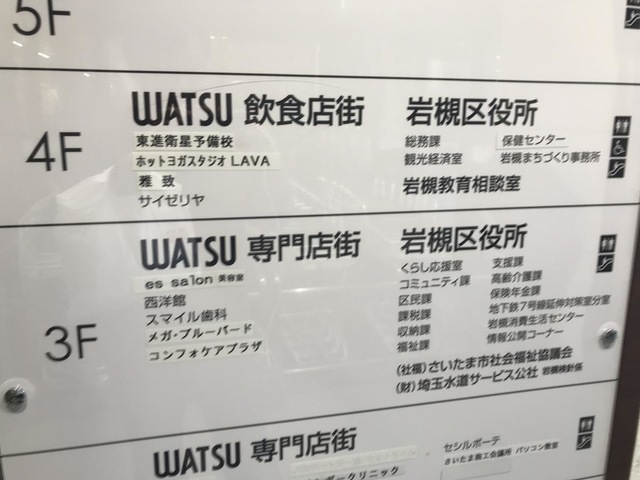 5F
4F
WATSU 飲食店街
東進衛星予備校
ホットヨガスタジオ LAVA
雅 致
サイゼリヤ
岩槻区役所
総務課 保健センター
観光経済室 岩槻まちづくり事務所
岩槻教育相談室
3F
WATSU 専門店街
es salon 美容室
西洋館
スマイル歯科
メガ・ブルーバード
コンフォケアプラザ
岩槻区役所
くらし応援室 支援課
コミュニティ課 高齢介護課
区民課 保険年金課
課税課 地下鉄7号線延伸対策室分室
収納課 岩槻消費生活センター
福祉課 情報公開コーナー
(社福)さいたま市社会福祉協議会
(財)埼玉水道サービス公社 岩槻検針係
WATSU 専門店街
クリニック
セシルボーテ
さいたま商工会議所 パソコン教室